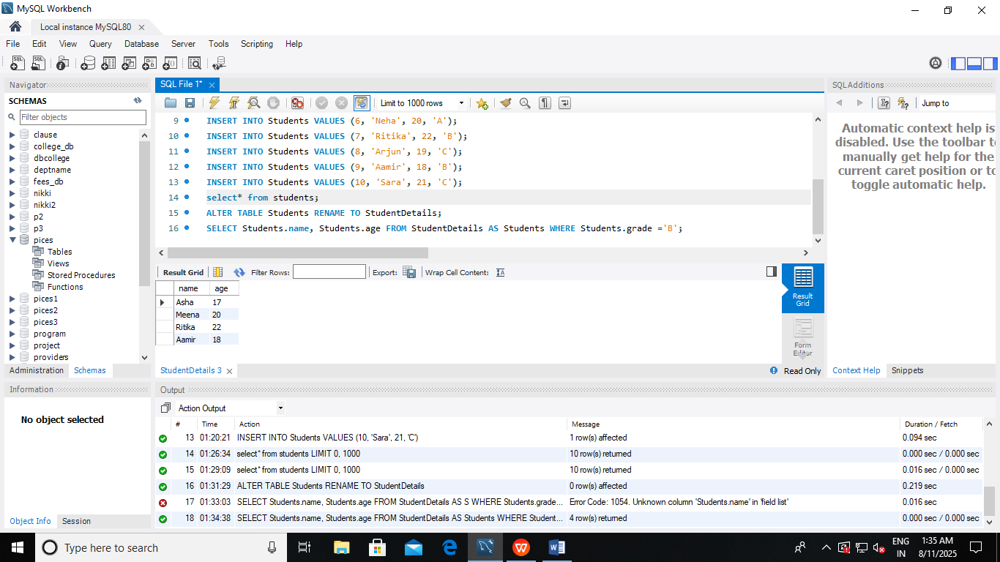 MySQL Workbench
Local instance MySQL80
File Edit View Query Database Server Tools Scripting Help
Navigator
SCHEMAS
Filter objects
clause
college_db
dbcollege
deptname
fees_db
nikki
nikki2
p2
p3
pices
Tables
Views
Stored Procedures
Functions
pices1
pices2
pices3
program
project
providers
Administration Schemas
Information
No object selected
Object Info Session
SQL File 1*
Limit to 1000 rows
9 INSERT INTO Students VALUES (6, 'Neha', 20, 'A');
10 INSERT INTO Students VALUES (7, 'Ritika', 22, 'B');
11 INSERT INTO Students VALUES (8, 'Arjun', 19, 'C');
12 INSERT INTO Students VALUES (9, 'Aamir', 18, 'B');
13 INSERT INTO Students VALUES (10, 'Sara', 21, 'C');
14 select* from students;
15 ALTER TABLE Students RENAME TO StudentDetails;
16 SELECT Students.name, Students.age FROM StudentDetails AS Students WHERE Students.grade ='B';
Result Grid Filter Rows: Export: Wrap Cell Content:
name age
Asha 17
Meena 20
Ritika 22
Aamir 18
Result
Grid
Form
Editor
StudentDetails 3
Read Only
SQLAdditions
Jump to
Automatic context help is
disabled. Use the toolbar to
manually get help for the
current caret position or to
toggle automatic help.
Context Help Snippets
Output
Action Output
# Time Action Message Duration / Fetch
13 01:20:21 INSERT INTO Students VALUES (10, 'Sara', 21, 'C') 1 row(s) affected 0.094 sec
14 01:26:34 select* from students LIMIT 0, 1000 10 row(s) returned 0.000 sec / 0.000 sec
15 01:29:09 select* from students LIMIT 0, 1000 10 row(s) returned 0.016 sec / 0.000 sec
16 01:31:29 ALTER TABLE Students RENAME TO StudentDetails 0 row(s) affected 0.219 sec
17 01:33:03 SELECT Students.name, Students.age FROM StudentDetails AS S WHERE Students.grade... Error Code: 1054. Unknown column 'Students.name' in 'field list' 0.016 sec
18 01:34:38 SELECT Students.name, Students.age FROM StudentDetails AS Students WHERE Student... 4 row(s) returned 0.000 sec / 0.000 sec
Type here to search
ENG
IN
1:35 AM
8/11/2025